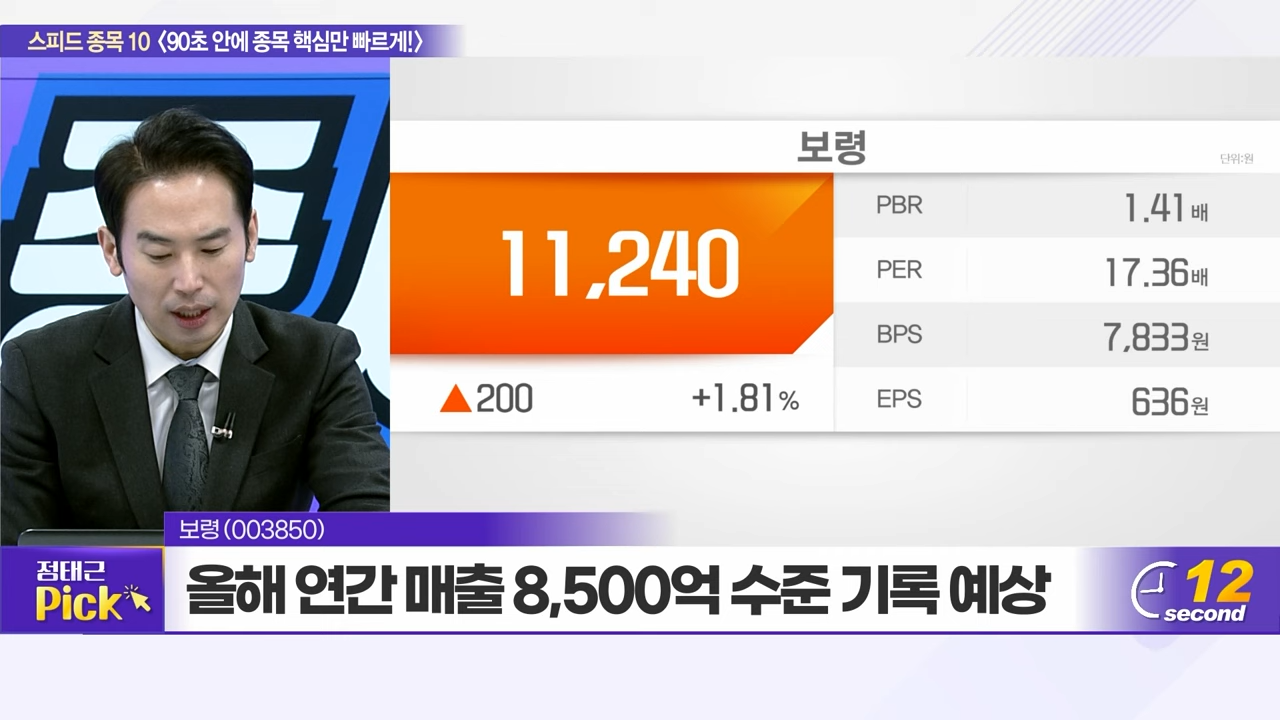 스피드 종목 10 〈90초 안에 종목 핵심만 빠르게!〉
보령
단위:원
11,240
▲200 +1.81%
PBR 1.41배
PER 17.36배
BPS 7,833원
EPS 636원
보령(003850)
정태근
Pick
올해 연간 매출 8,500억 수준 기록 예상
12
second